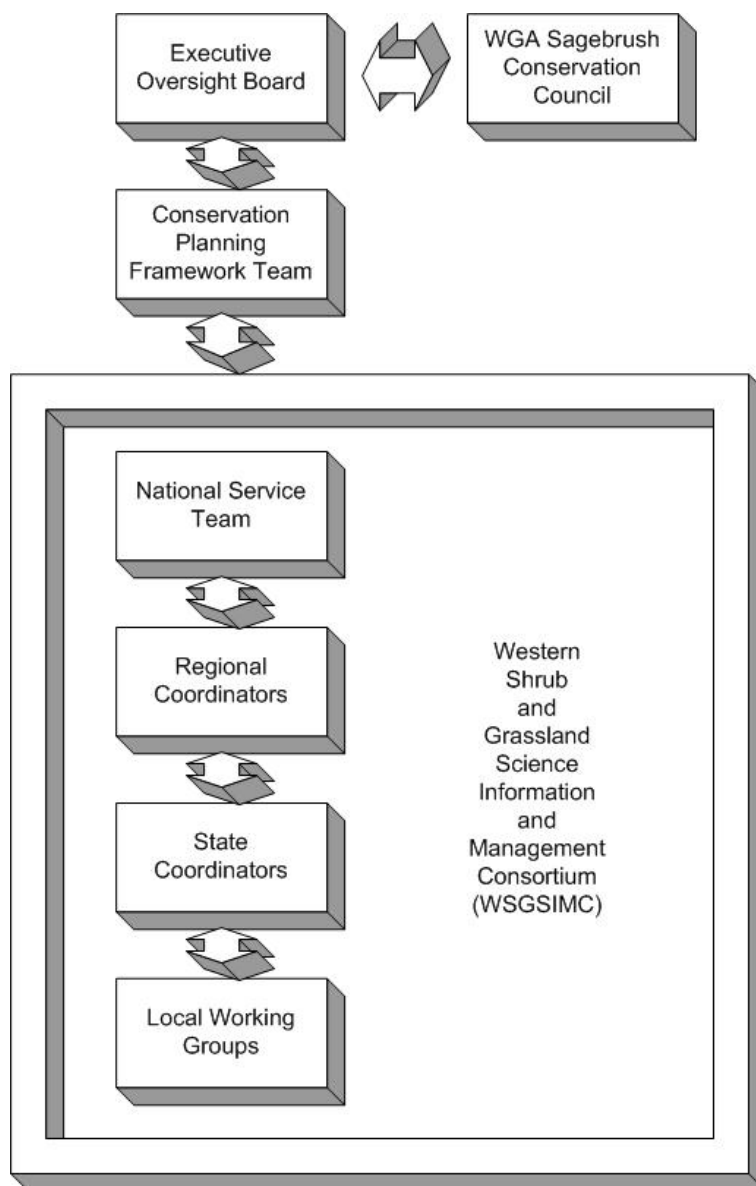 Executive
Oversight Board
WGA Sagebrush
Conservation
Council
Conservation
Planning
Framework Team
National Service
Team
Regional
Coordinators
State
Coordinators
Local Working
Groups
Western
Shrub
and
Grassland
Science
Information
and
Management
Consortium
(WSGSIMC)